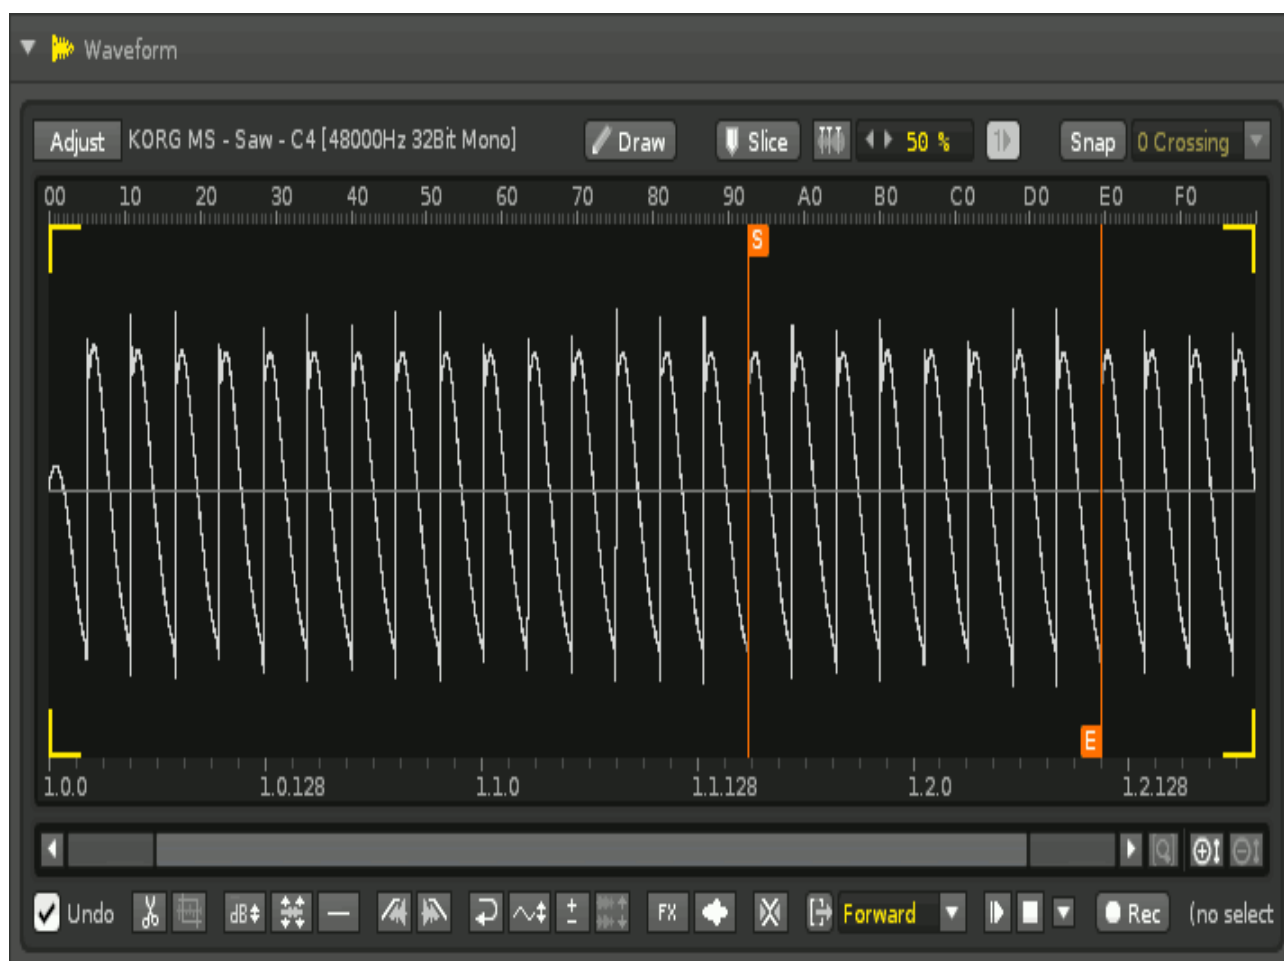 Waveform
Adjust KORG MS - Saw - C4 [48000Hz 32Bit Mono] Draw Slice 50 % 1 Snap 0 Crossing
00 10 20 30 40 50 60 70 80 90 A0 B0 C0 D0 E0 F0
S
E
1.0.0 1.0.128 1.1.0 1.1.128 1.2.0 1.2.128
Undo dB FX Forward Rec (no select